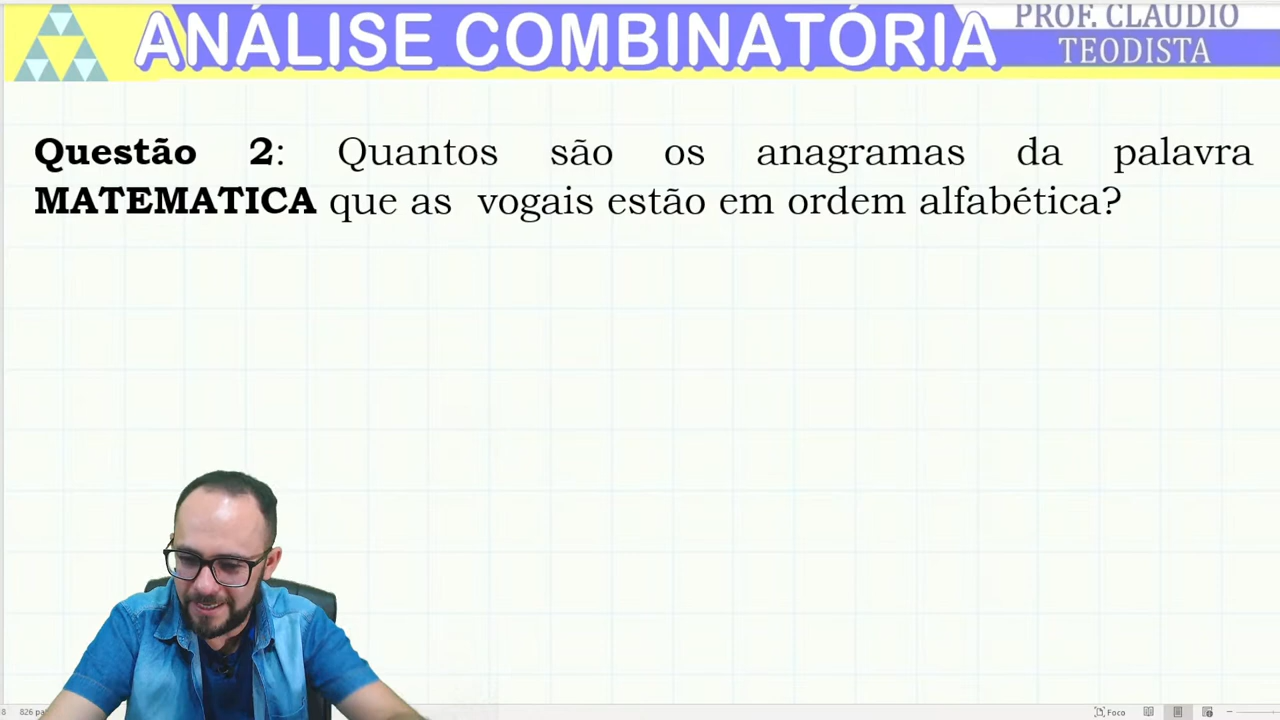 ANÁLISE COMBINATÓRIA
PROF. CLAUDIO
TEODISTA
Questão 2: Quantos são os anagramas da palavra
MATEMATICA que as vogais estão em ordem alfabética?
Foco